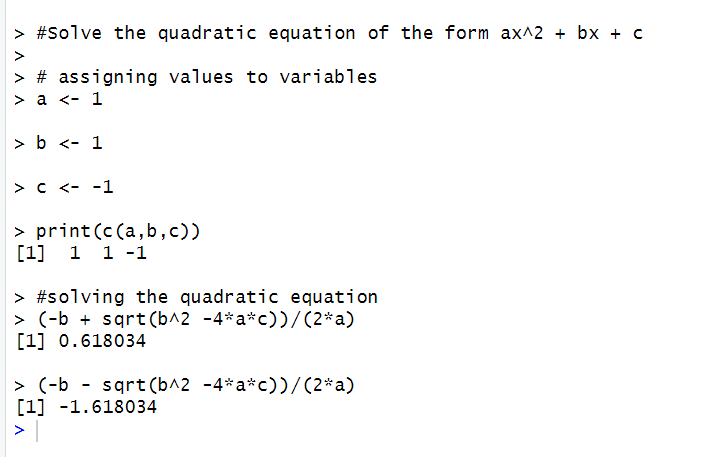 > #Solve the quadratic equation of the form ax^2 + bx + c
>
> # assigning values to variables
> a <- 1
> b <- 1
> c <- -1
> print(c(a,b,c))
[1]  1  1 -1
> #solving the quadratic equation
> (-b + sqrt(b^2 -4*a*c))/(2*a)
[1] 0.618034
> (-b - sqrt(b^2 -4*a*c))/(2*a)
[1] -1.618034
>